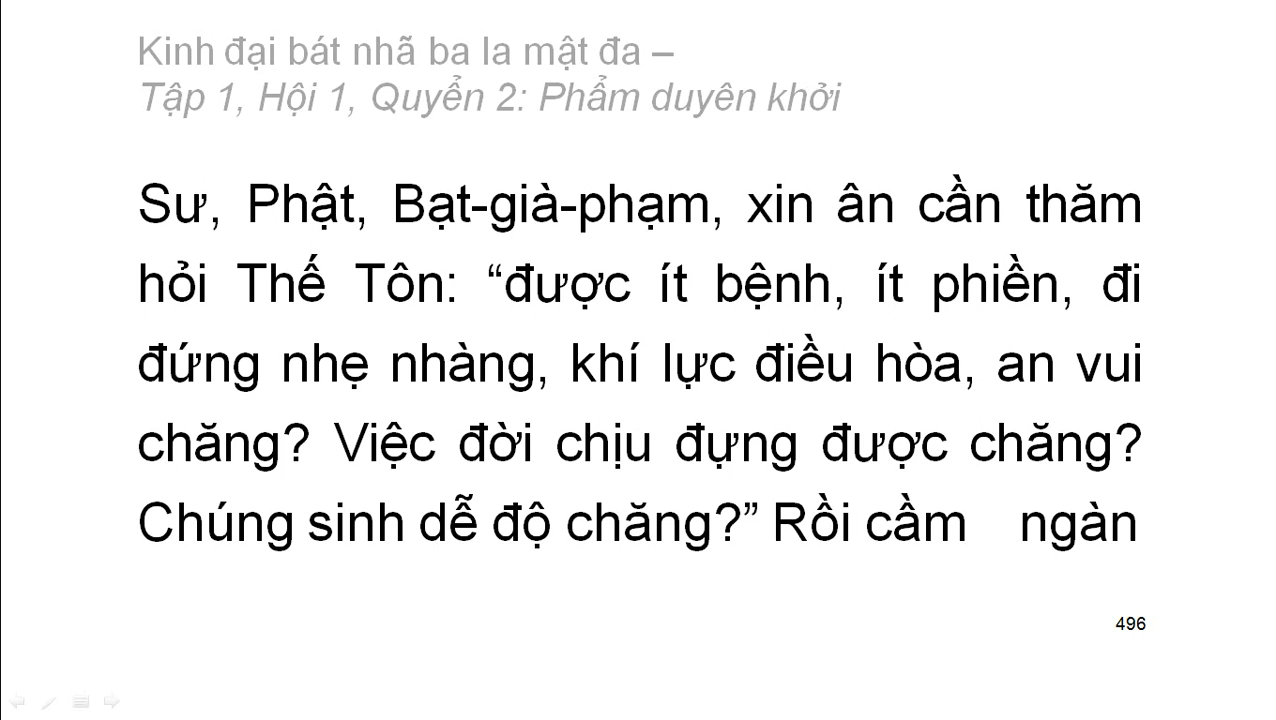 Kinh đại bát nhã ba la mật đa –
Tập 1, Hội 1, Quyển 2: Phẩm duyên khởi
Sư, Phật, Bạt-già-phạm, xin ân cần thăm
hỏi Thế Tôn: “được ít bệnh, ít phiền, đi
đứng nhẹ nhàng, khí lực điều hòa, an vui
chăng? Việc đời chịu đựng được chăng?
Chúng sinh dễ độ chăng?” Rồi cầm ngàn
496